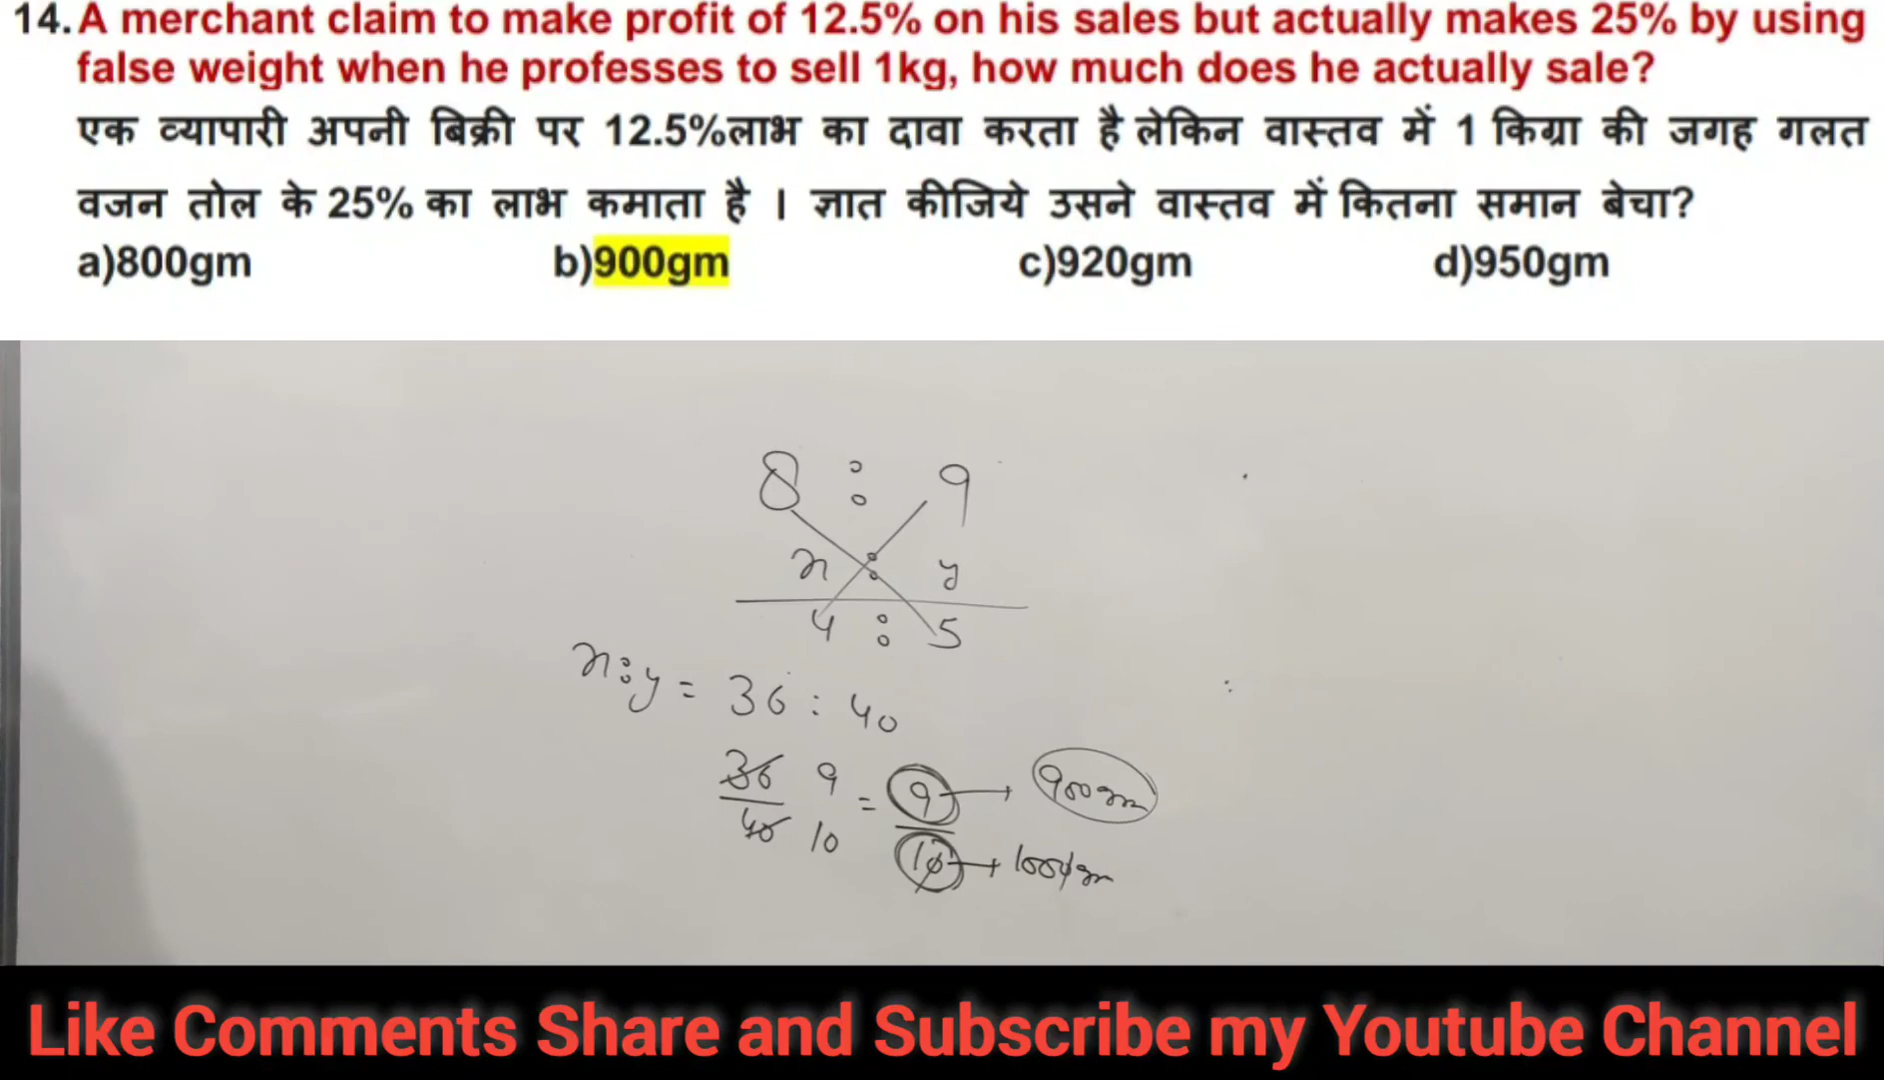 14. A merchant claim to make profit of 12.5% on his sales but actually makes 25% by using
false weight when he professes to sell 1kg, how much does he actually sale?
एक व्यापारी अपनी बिक्री पर 12.5%लाभ का दावा करता है लेकिन वास्तव में 1 किग्रा की जगह गलत
वजन तोल के 25% का लाभ कमाता है । ज्ञात कीजिये उसने वास्तव में कितना समान बेचा?
a)800gm b)900gm c)920gm d)950gm
8 : 9
x : y
4 : 5
x:y = 36 : 40
36 9 = 9 → 900gm
40 10 10 → 1000gm
Like Comments Share and Subscribe my Youtube Channel